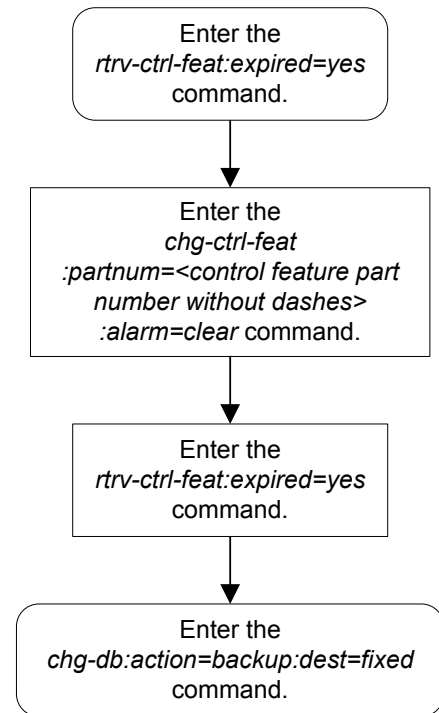 Enter the
rtrv-ctrl-feat:expired=yes
command.
Enter the
chg-ctrl-feat
:partnum=<control feature part
number without dashes>
:alarm=clear command.
Enter the
rtrv-ctrl-feat:expired=yes
command.
Enter the
chg-db:action=backup:dest=fixed
command.